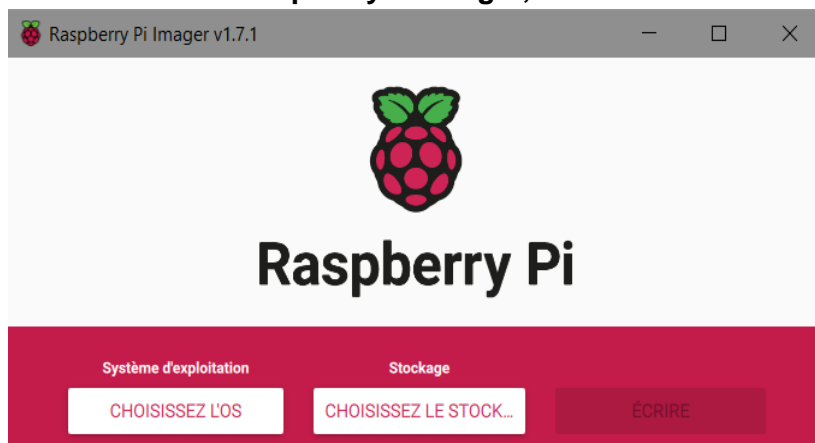 Raspberry Pi Imager v1.7.1
Raspberry Pi
Système d'exploitation
Stockage
CHOISISSEZ L'OS
CHOISISSEZ LE STOCK...
ÉCRIRE